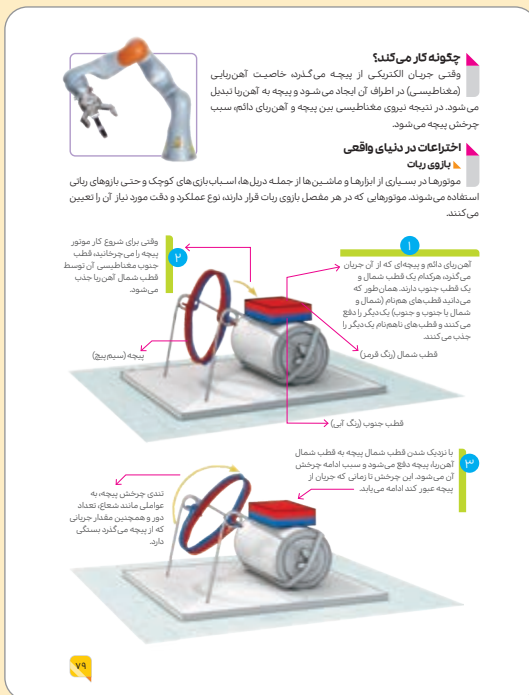 چگونه کار می‌کند؟
وقتی جریان الکتریکی از پیچه می‌گذرد، خاصیت آهن‌ربایی
(مغناطیسی) در اطراف آن ایجاد می‌شود و پیچه به آهن‌ربا تبدیل
می‌شود. در نتیجه نیروی مغناطیسی بین پیچه و آهن‌ربای دائم، سبب
چرخش پیچه می‌شود.
اختراعات در دنیای واقعی
بازوی ربات
موتورها در بسیاری از ابزارها و ماشین‌ها از جمله دریل‌ها، اسباب‌بازی‌های کوچک و حتی بازوهای رباتی
استفاده می‌شوند. موتورهایی که در هر مفصل بازوی ربات قرار دارند، نوع عملکرد و دقت مورد نیاز آن را تعیین
می‌کنند.
۱
آهن‌ربای دائم و پیچه‌ای که از آن جریان
می‌گذرد، هرکدام یک قطب شمال و
یک قطب جنوب دارند. همان‌طور که
می‌دانید قطب‌های هم‌نام (شمال و
شمال یا جنوب و جنوب) یک‌دیگر را دفع
می‌کنند و قطب‌های ناهم‌نام یک‌دیگر را
جذب می‌کنند.
قطب شمال (رنگ قرمز)
قطب جنوب (رنگ آبی)
۲
وقتی برای شروع کار موتور
پیچه را می‌چرخانید، قطب
جنوب مغناطیسی آن توسط
قطب شمال آهن‌ربا جذب
می‌شود.
پیچه (سیم‌پیچ)
۳
با نزدیک شدن قطب شمال پیچه به قطب شمال
آهن‌ربا، پیچه دفع می‌شود و سبب ادامه چرخش
آن می‌شود. این چرخش تا زمانی که جریان از
پیچه عبور کند ادامه می‌یابد.
تندی چرخش پیچه، به
عواملی مانند شعاع، تعداد
دور و همچنین مقدار جریانی
که از پیچه می‌گذرد بستگی
دارد.
۷۹